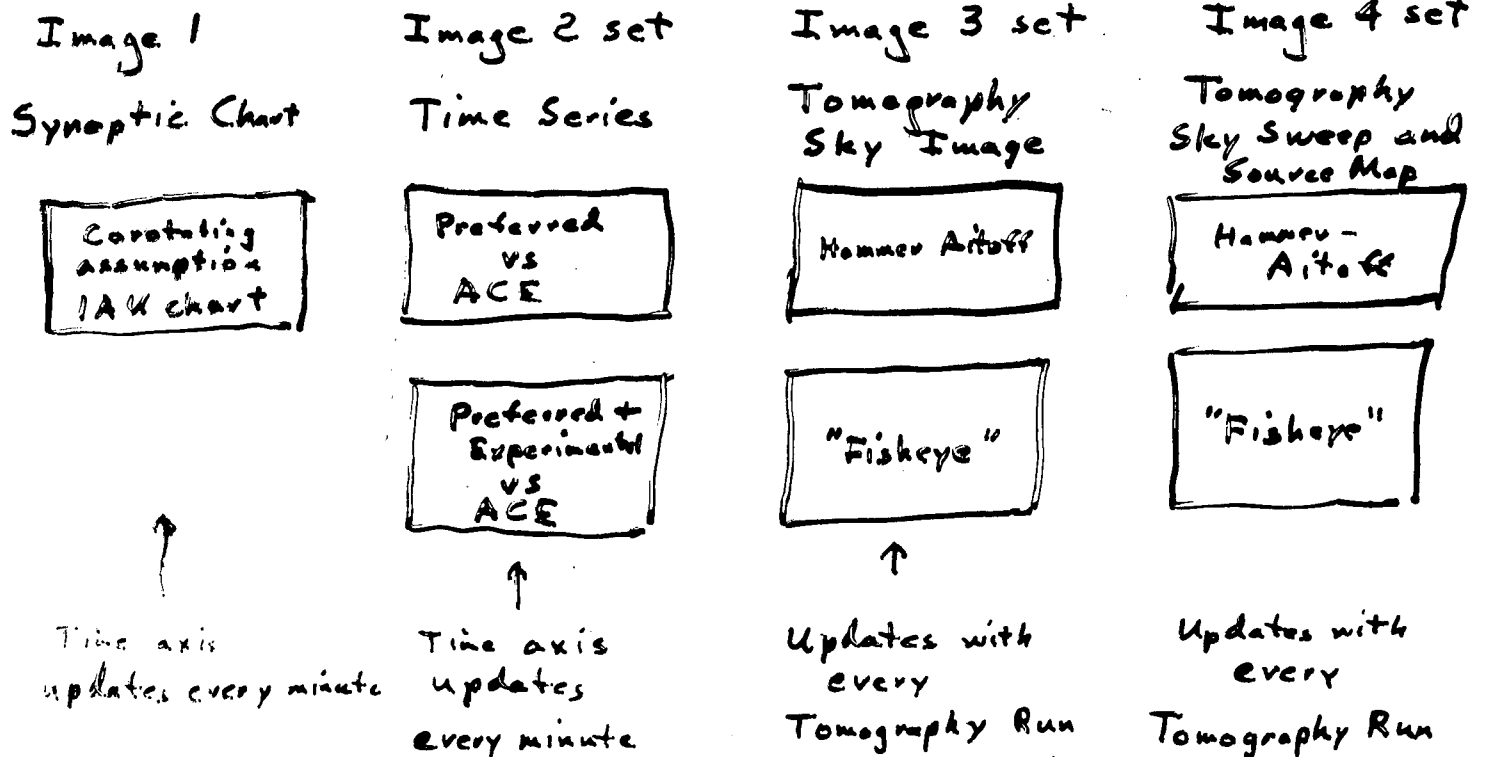 Image 1
Synoptic Chart
Corotating
assumption
1AU chart
Time axis
updates every minute
Image 2 set
Time Series
Preferred
vs
ACE
Preferred +
Experimental
vs
ACE
Time axis
updates
every minute
Image 3 set
Tomography
Sky Image
Hammer Aitoff
"Fisheye"
Updates with
every
Tomography Run
Image 4 set
Tomography
Sky Sweep and
Source Map
Hammer-
Aitoff
"Fisheye"
Updates with
every
Tomography Run